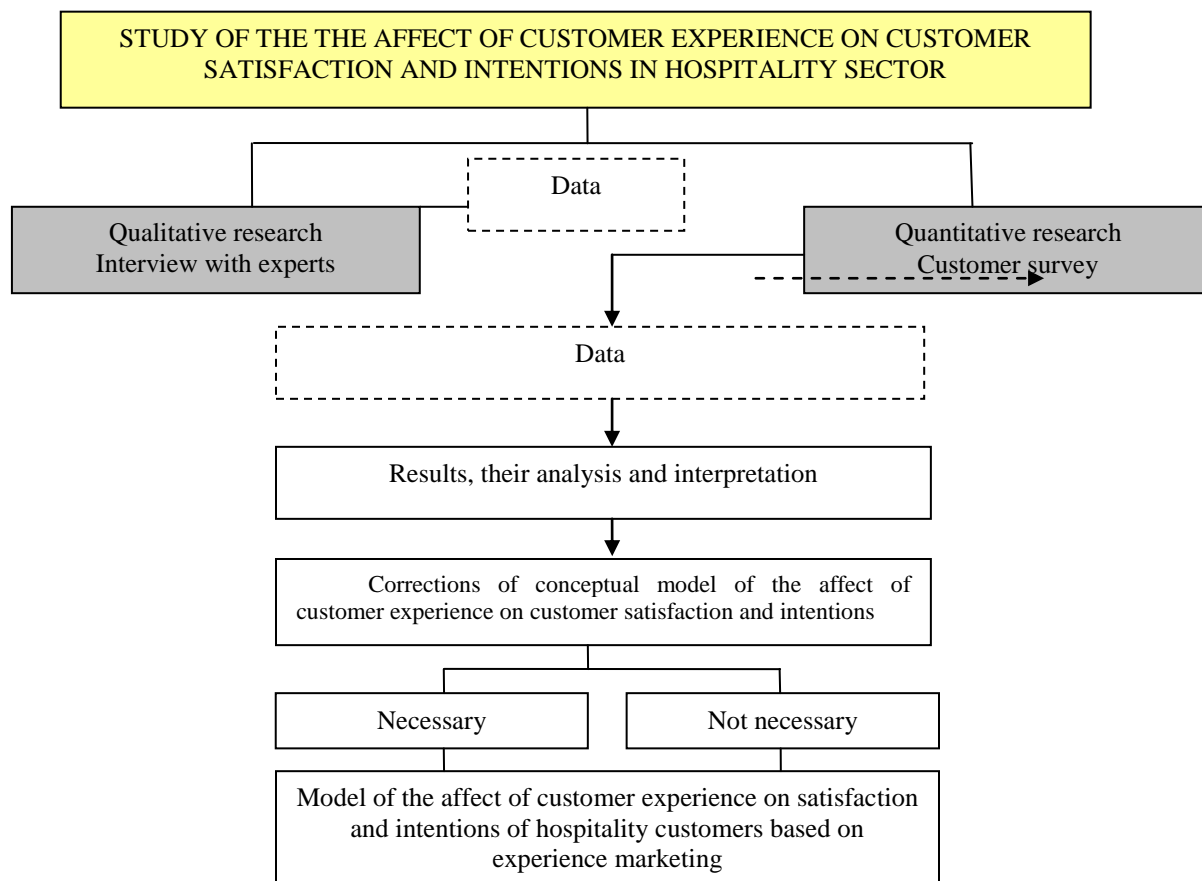 STUDY OF THE THE AFFECT OF CUSTOMER EXPERIENCE ON CUSTOMER
SATISFACTION AND INTENTIONS IN HOSPITALITY SECTOR
Data
Qualitative research
Interview with experts
Quantitative research
Customer survey
Data
Results, their analysis and interpretation
Corrections of conceptual model of the affect of
customer experience on customer satisfaction and intentions
Necessary
Not necessary
Model of the affect of customer experience on satisfaction
and intentions of hospitality customers based on
experience marketing